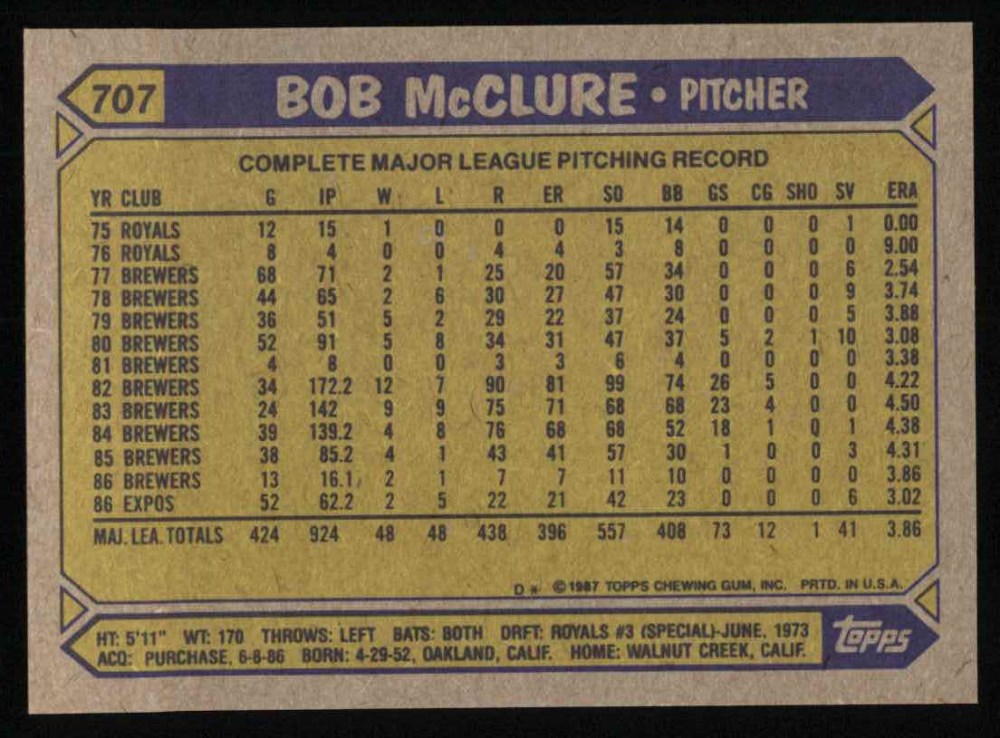 707 BOB McCLURE • PITCHER
COMPLETE MAJOR LEAGUE PITCHING RECORD
YR CLUB G IP W L R ER SO BB GS CG SHO SV ERA
75 ROYALS 12 15 1 0 0 0 15 14 0 0 0 1 0.00
76 ROYALS 8 4 0 0 4 4 3 8 0 0 0 0 9.00
77 BREWERS 68 71 2 1 25 20 57 34 0 0 0 6 2.54
78 BREWERS 44 65 2 6 30 27 47 30 0 0 0 9 3.74
79 BREWERS 36 51 5 2 29 22 37 24 0 0 0 5 3.88
80 BREWERS 52 91 5 8 34 31 47 37 5 2 1 10 3.08
81 BREWERS 4 8 0 0 3 3 6 4 0 0 0 0 3.38
82 BREWERS 34 172.2 12 7 90 81 99 74 26 5 0 0 4.22
83 BREWERS 24 142 9 9 75 71 68 68 23 4 0 0 4.50
84 BREWERS 39 139.2 4 8 76 68 68 52 18 1 0 1 4.38
85 BREWERS 38 85.2 4 1 43 41 57 30 1 0 0 3 4.31
86 BREWERS 13 16.1 2 1 7 7 11 10 0 0 0 0 3.86
86 EXPOS 52 62.2 2 5 22 21 42 23 0 0 0 6 3.02
MAJ. LEA. TOTALS 424 924 48 48 438 396 557 408 73 12 1 41 3.86
D* ©1987 TOPPS CHEWING GUM, INC. PRTD. IN U.S.A.
HT: 5'11" WT: 170 THROWS: LEFT BATS: BOTH DRFT: ROYALS #3 (SPECIAL)-JUNE, 1973
ACQ: PURCHASE, 6-8-86 BORN: 4-29-52, OAKLAND, CALIF. HOME: WALNUT CREEK, CALIF.
topps